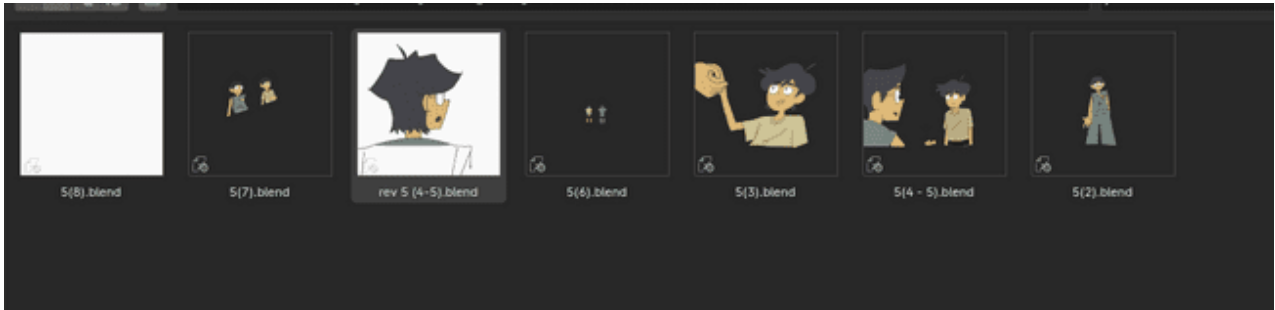 5(8).blend
5(7).blend
rev 5 (4-5).blend
5(6).blend
5(3).blend
5(4 - 5).blend
5(2).blend